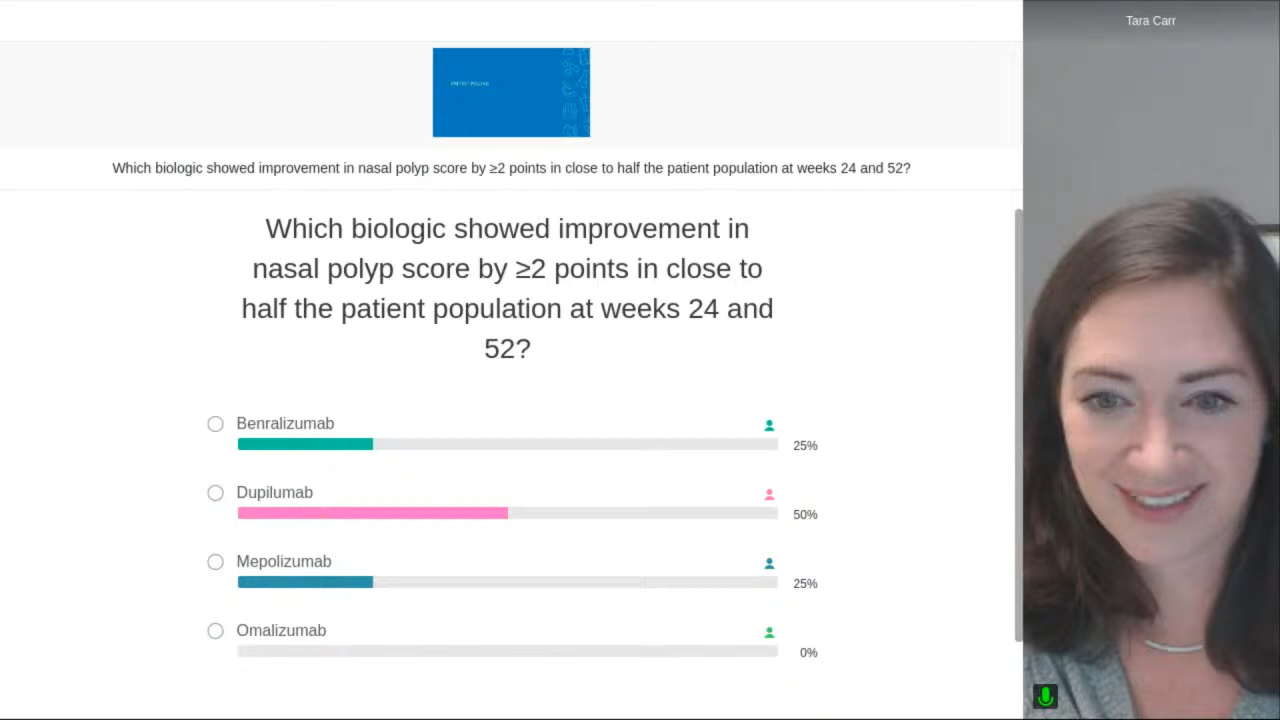 Tara Carr
PRETEST POLLING
Which biologic showed improvement in nasal polyp score by ≥2 points in close to half the patient population at weeks 24 and 52?
Which biologic showed improvement in
nasal polyp score by ≥2 points in close to
half the patient population at weeks 24 and
52?
Benralizumab
25%
Dupilumab
50%
Mepolizumab
25%
Omalizumab
0%